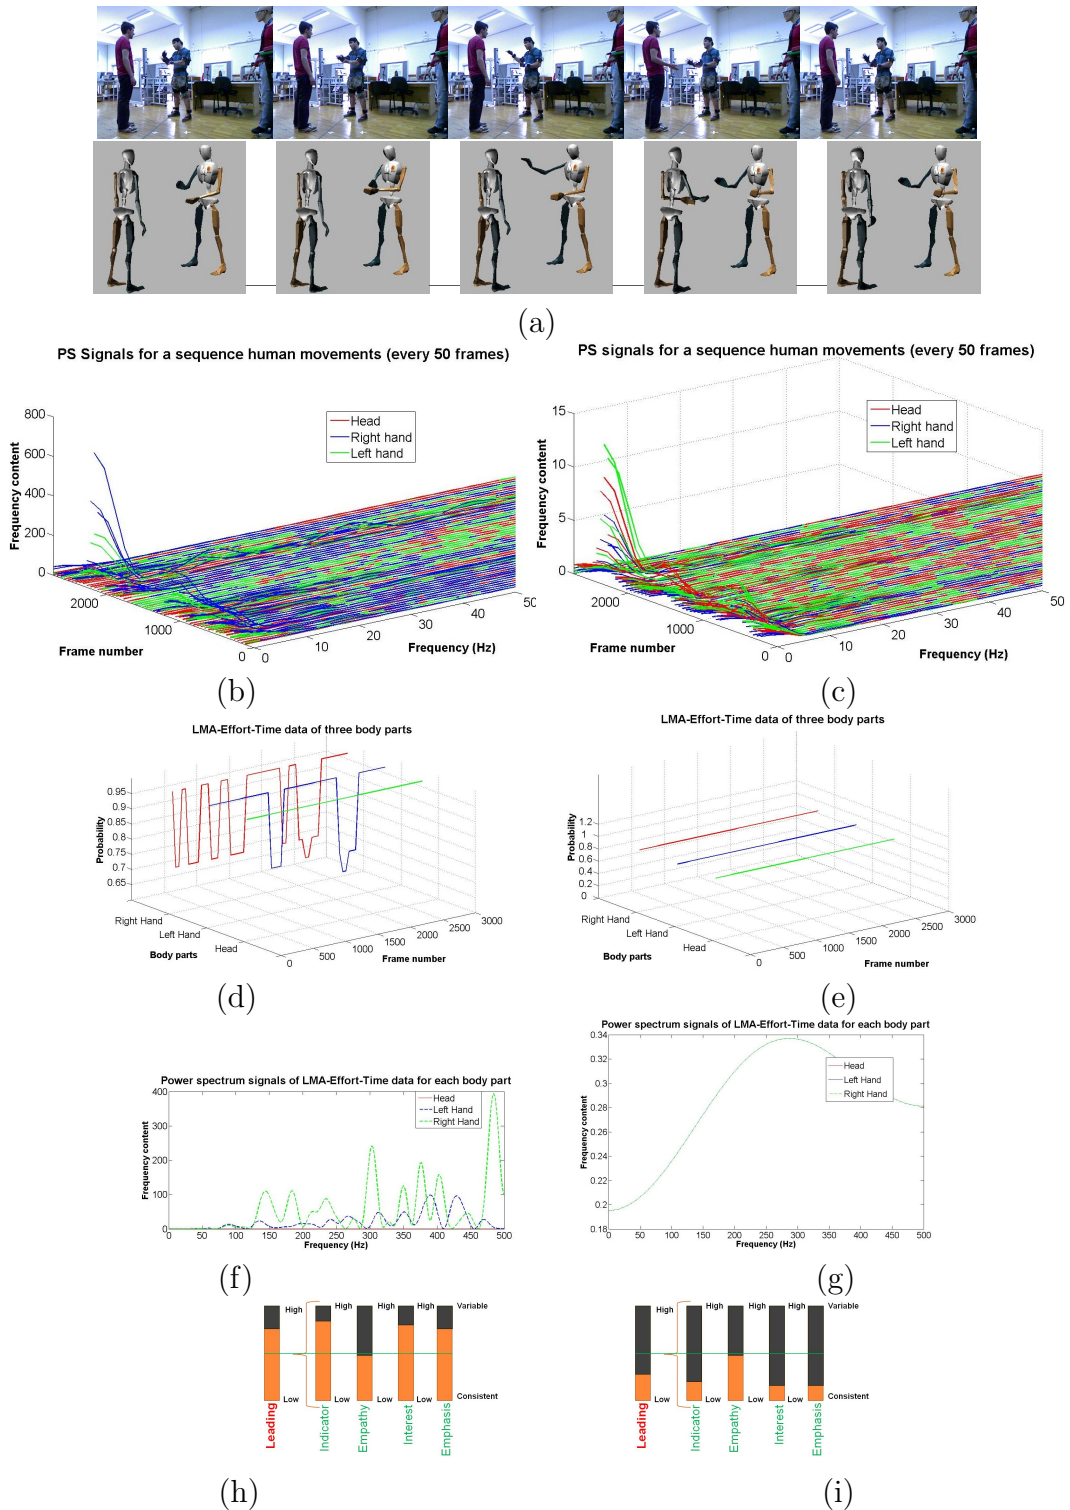 (a)
PS Signals for a sequence human movements (every 50 frames)
800
600
400
200
0
Frequency content
Head
Right hand
Left hand
2000
1000
0
Frame number
0
10
20
30
40
50
Frequency (Hz)
(b)
PS signals for a sequence human movements (every 50 frames)
15
10
5
0
Frequency content
Head
Right hand
Left hand
2000
1000
0
Frame number
0
10
20
30
40
50
Frequency (Hz)
(c)
LMA-Effort-Time data of three body parts
0.95
0.9
0.85
0.8
0.75
0.7
0.65
Probability
Right Hand
Left Hand
Head
Body parts
0
500
1000
1500
2000
2500
3000
Frame number
(d)
LMA-Effort-Time data of three body parts
1.2
1
0.8
0.6
0.4
0.2
0
Probability
Right Hand
Left Hand
Head
Body parts
0
500
1000
1500
2000
2500
3000
Frame number
(e)
Power spectrum signals of LMA-Effort-Time data for each body part
400
300
200
100
0
Frequency content
Head
Left Hand
Right Hand
0 50 100 150 200 250 300 350 400 450 500
Frequency (Hz)
(f)
Power spectrum signals of LMA-Effort-Time data for each body part
0.34
0.32
0.3
0.28
0.26
0.24
0.22
0.2
0.18
Frequency content
Head
Left Hand
Right Hand
0 50 100 150 200 250 300 350 400 450 500
Frequency (Hz)
(g)
High High High High Variable
Low Low Low Low Consistent
Leading
Indicator
Empathy
Interest
Emphasis
(h)
High High High High Variable
Low Low Low Low Consistent
Leading
Indicator
Empathy
Interest
Emphasis
(i)